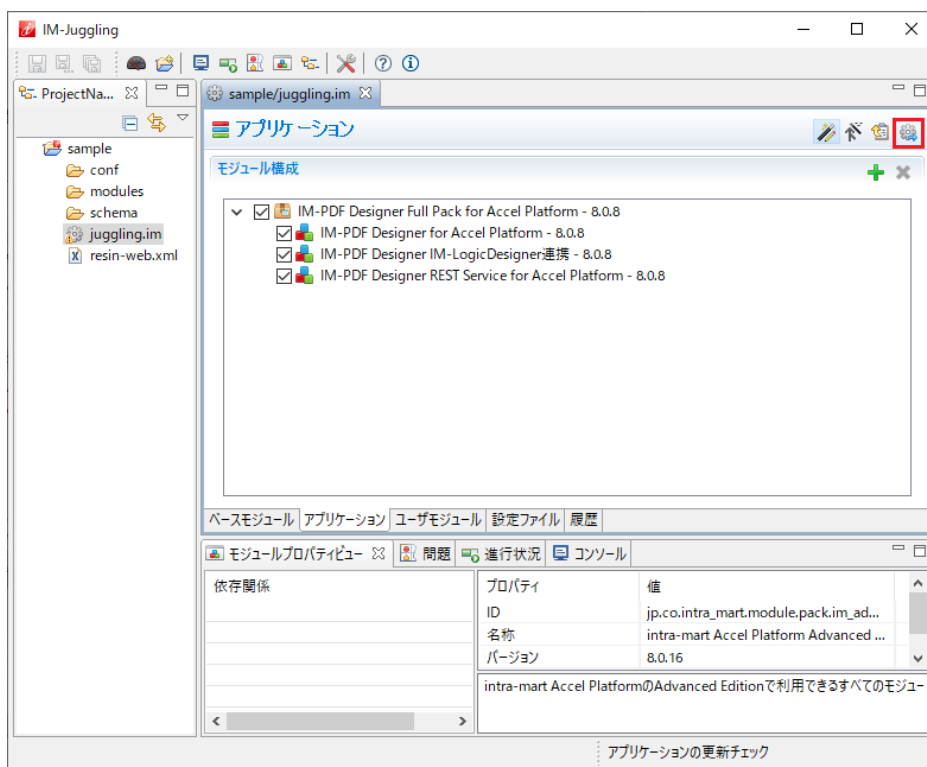 IM-Juggling
ProjectNa...
sample/juggling.im
sample
conf
modules
schema
juggling.im
resin-web.xml
アプリケーション
モジュール構成
IM-PDF Designer Full Pack for Accel Platform - 8.0.8
IM-PDF Designer for Accel Platform - 8.0.8
IM-PDF Designer IM-LogicDesigner連携 - 8.0.8
IM-PDF Designer REST Service for Accel Platform - 8.0.8
ベースモジュール アプリケーション ユーザモジュール 設定ファイル 履歴
モジュールプロパティビュー 問題 進行状況 コンソール
依存関係
プロパティ 値
ID jp.co.intra_mart.module.pack.im_ad...
名称 intra-mart Accel Platform Advanced ...
バージョン 8.0.16
intra-mart Accel PlatformのAdvanced Editionで利用できるすべてのモジュー
アプリケーションの更新チェック